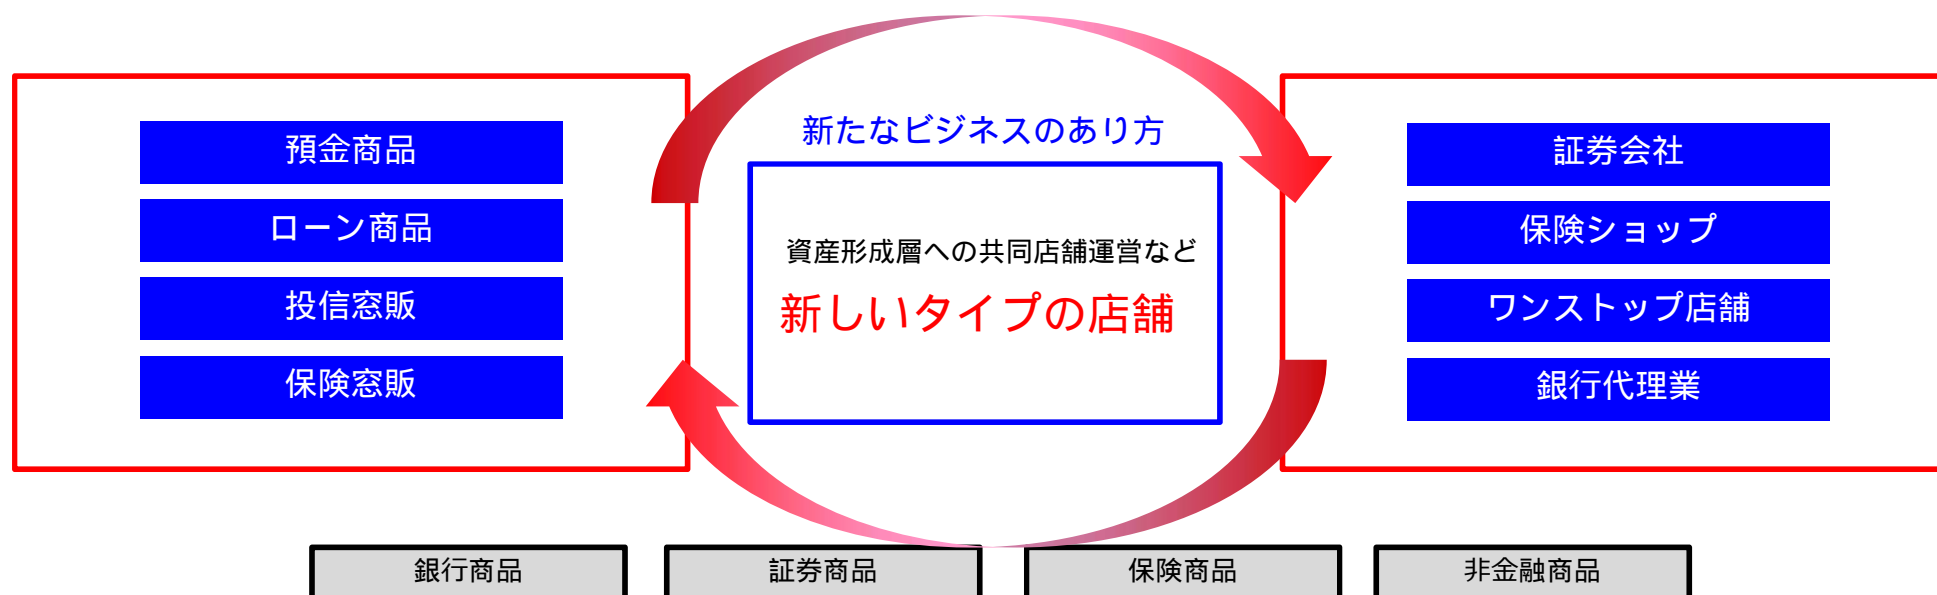 預金商品
ローン商品
投信窓販
保険窓販
新たなビジネスのあり方
資産形成層への共同店舗運営など
新しいタイプの店舗
証券会社
保険ショップ
ワンストップ店舗
銀行代理業
銀行商品
証券商品
保険商品
非金融商品